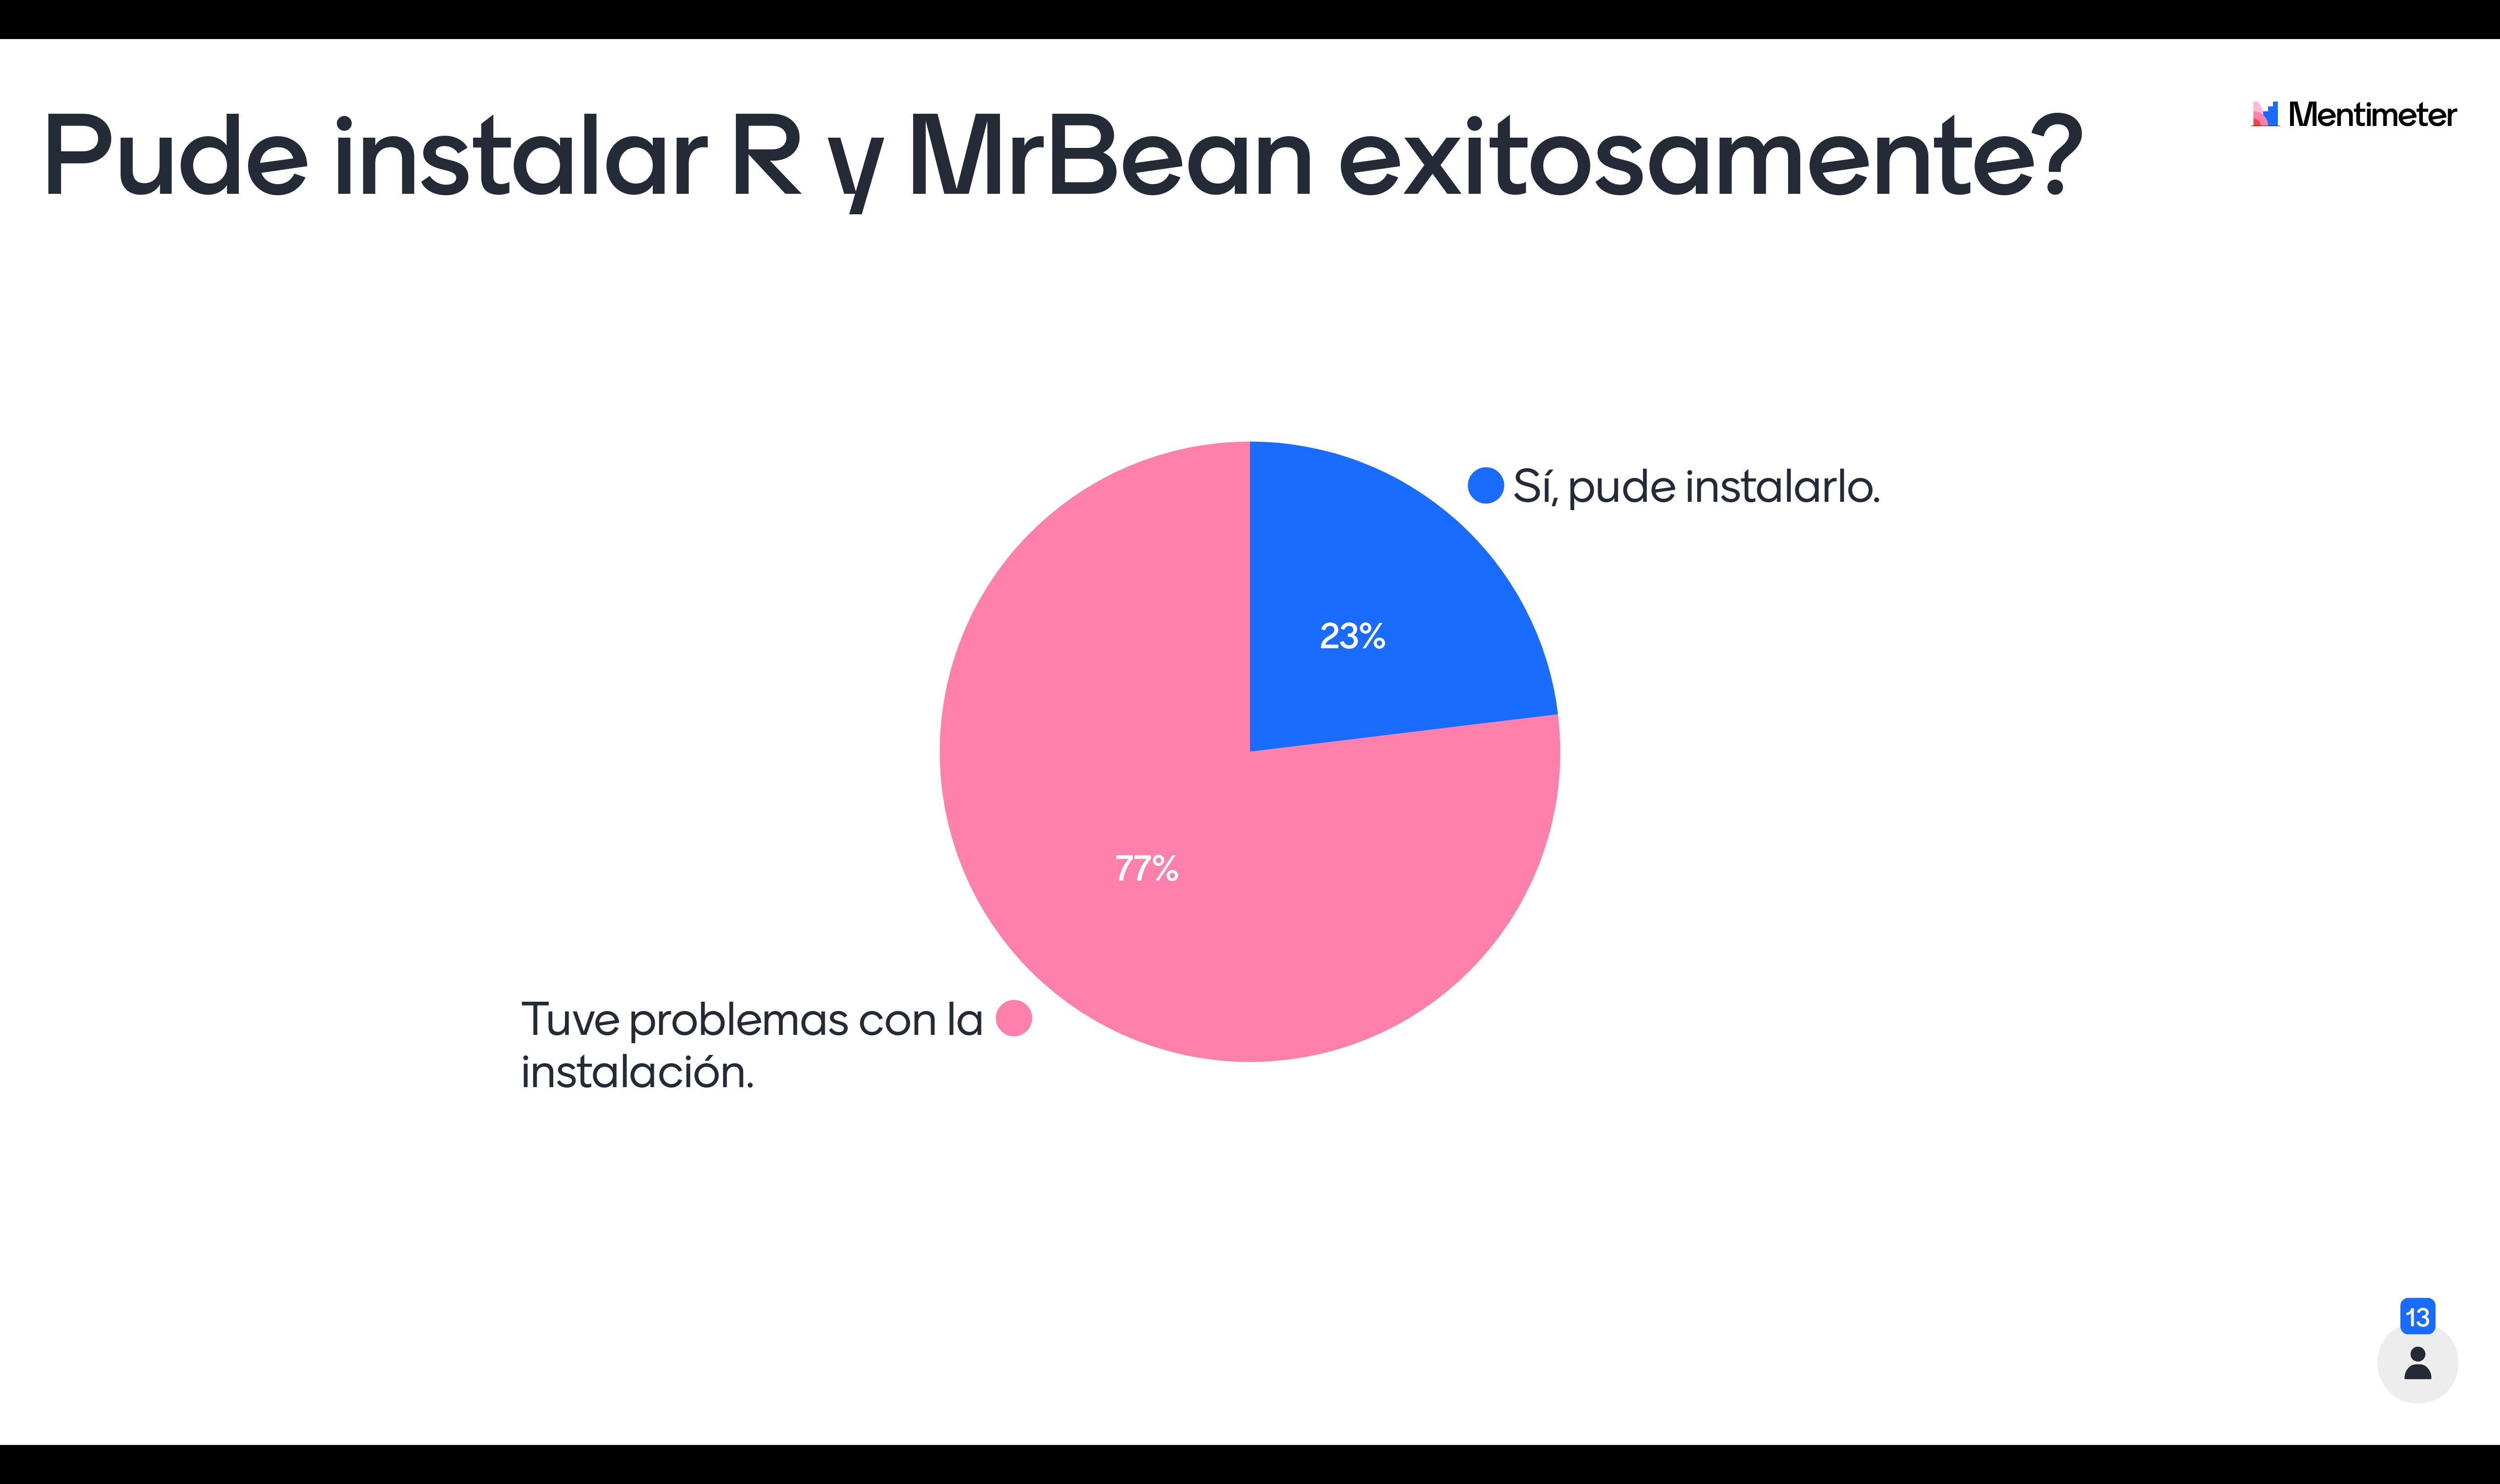 Pude instalar R y MrBean exitosamente?
Mentimeter
Sí, pude instalarlo.
23%
77%
Tuve problemas con la
instalación.
13